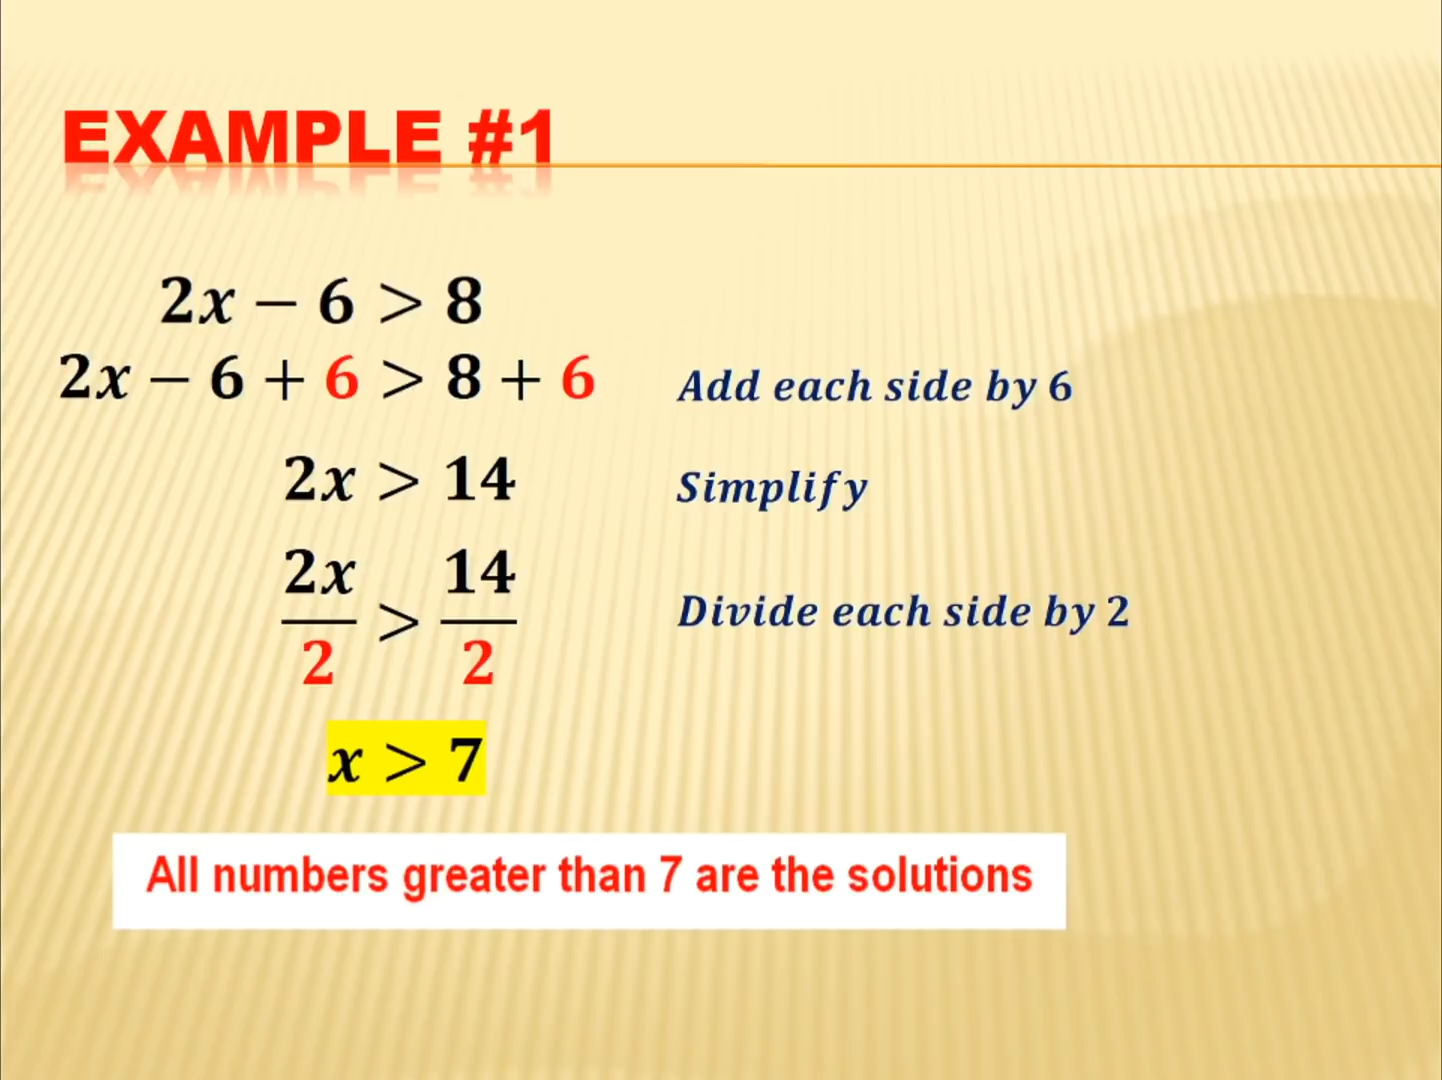 EXAMPLE #1
2x − 6 > 8
2x − 6 + 6 > 8 + 6 Add each side by 6
2x > 14 Simplify
2x/2 > 14/2 Divide each side by 2
x > 7
All numbers greater than 7 are the solutions